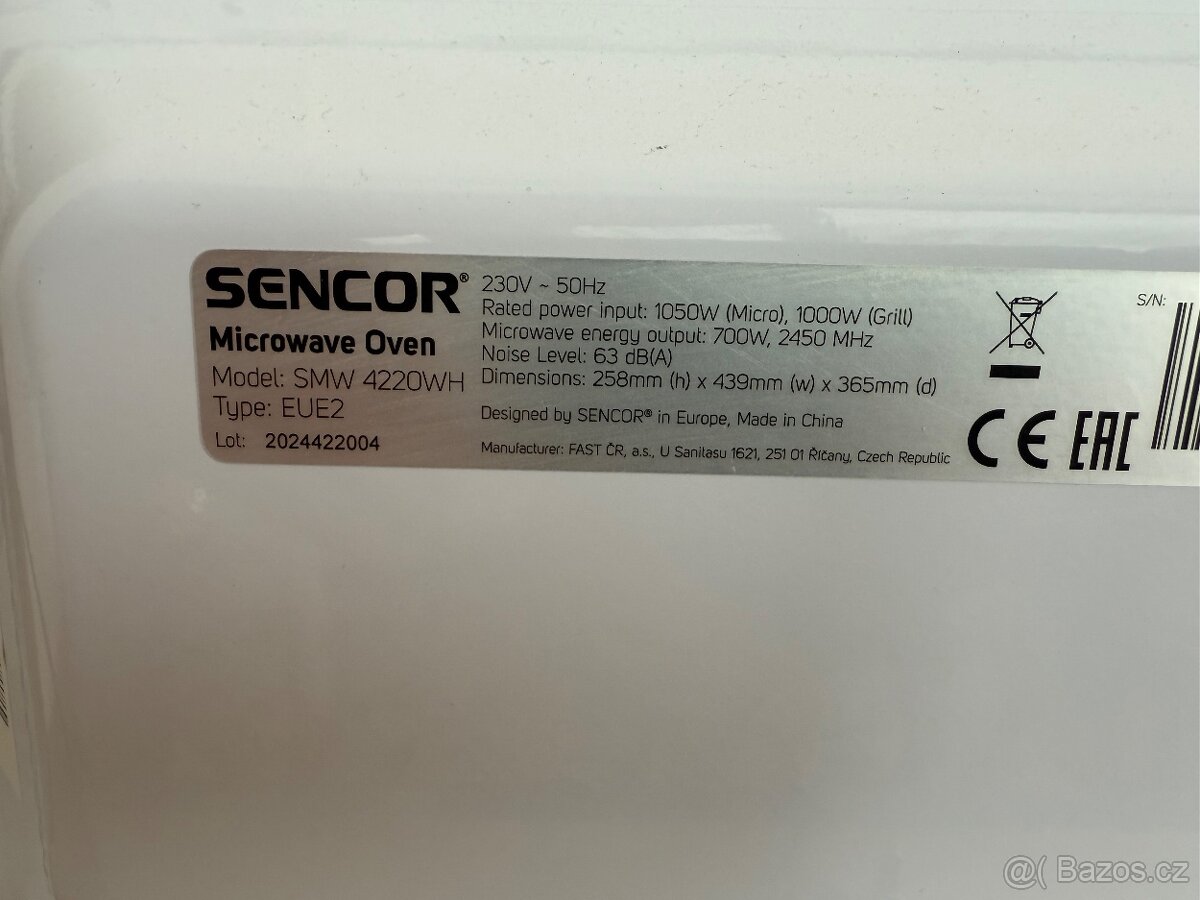 SENCOR®
Microwave Oven
Model: SMW 4220WH
Type: EUE2
Lot: 2024422004
230V ~ 50Hz
Rated power input: 1050W (Micro), 1000W (Grill)
Microwave energy output: 700W, 2450 MHz
Noise Level: 63 dB(A)
Dimensions: 258mm (h) x 439mm (w) x 365mm (d)
Designed by SENCOR® in Europe, Made in China
Manufacturer: FAST ČR, a.s., U Sanitasu 1621, 251 01 Říčany, Czech Republic
CE EAC
S/N:
@( Bazos.cz